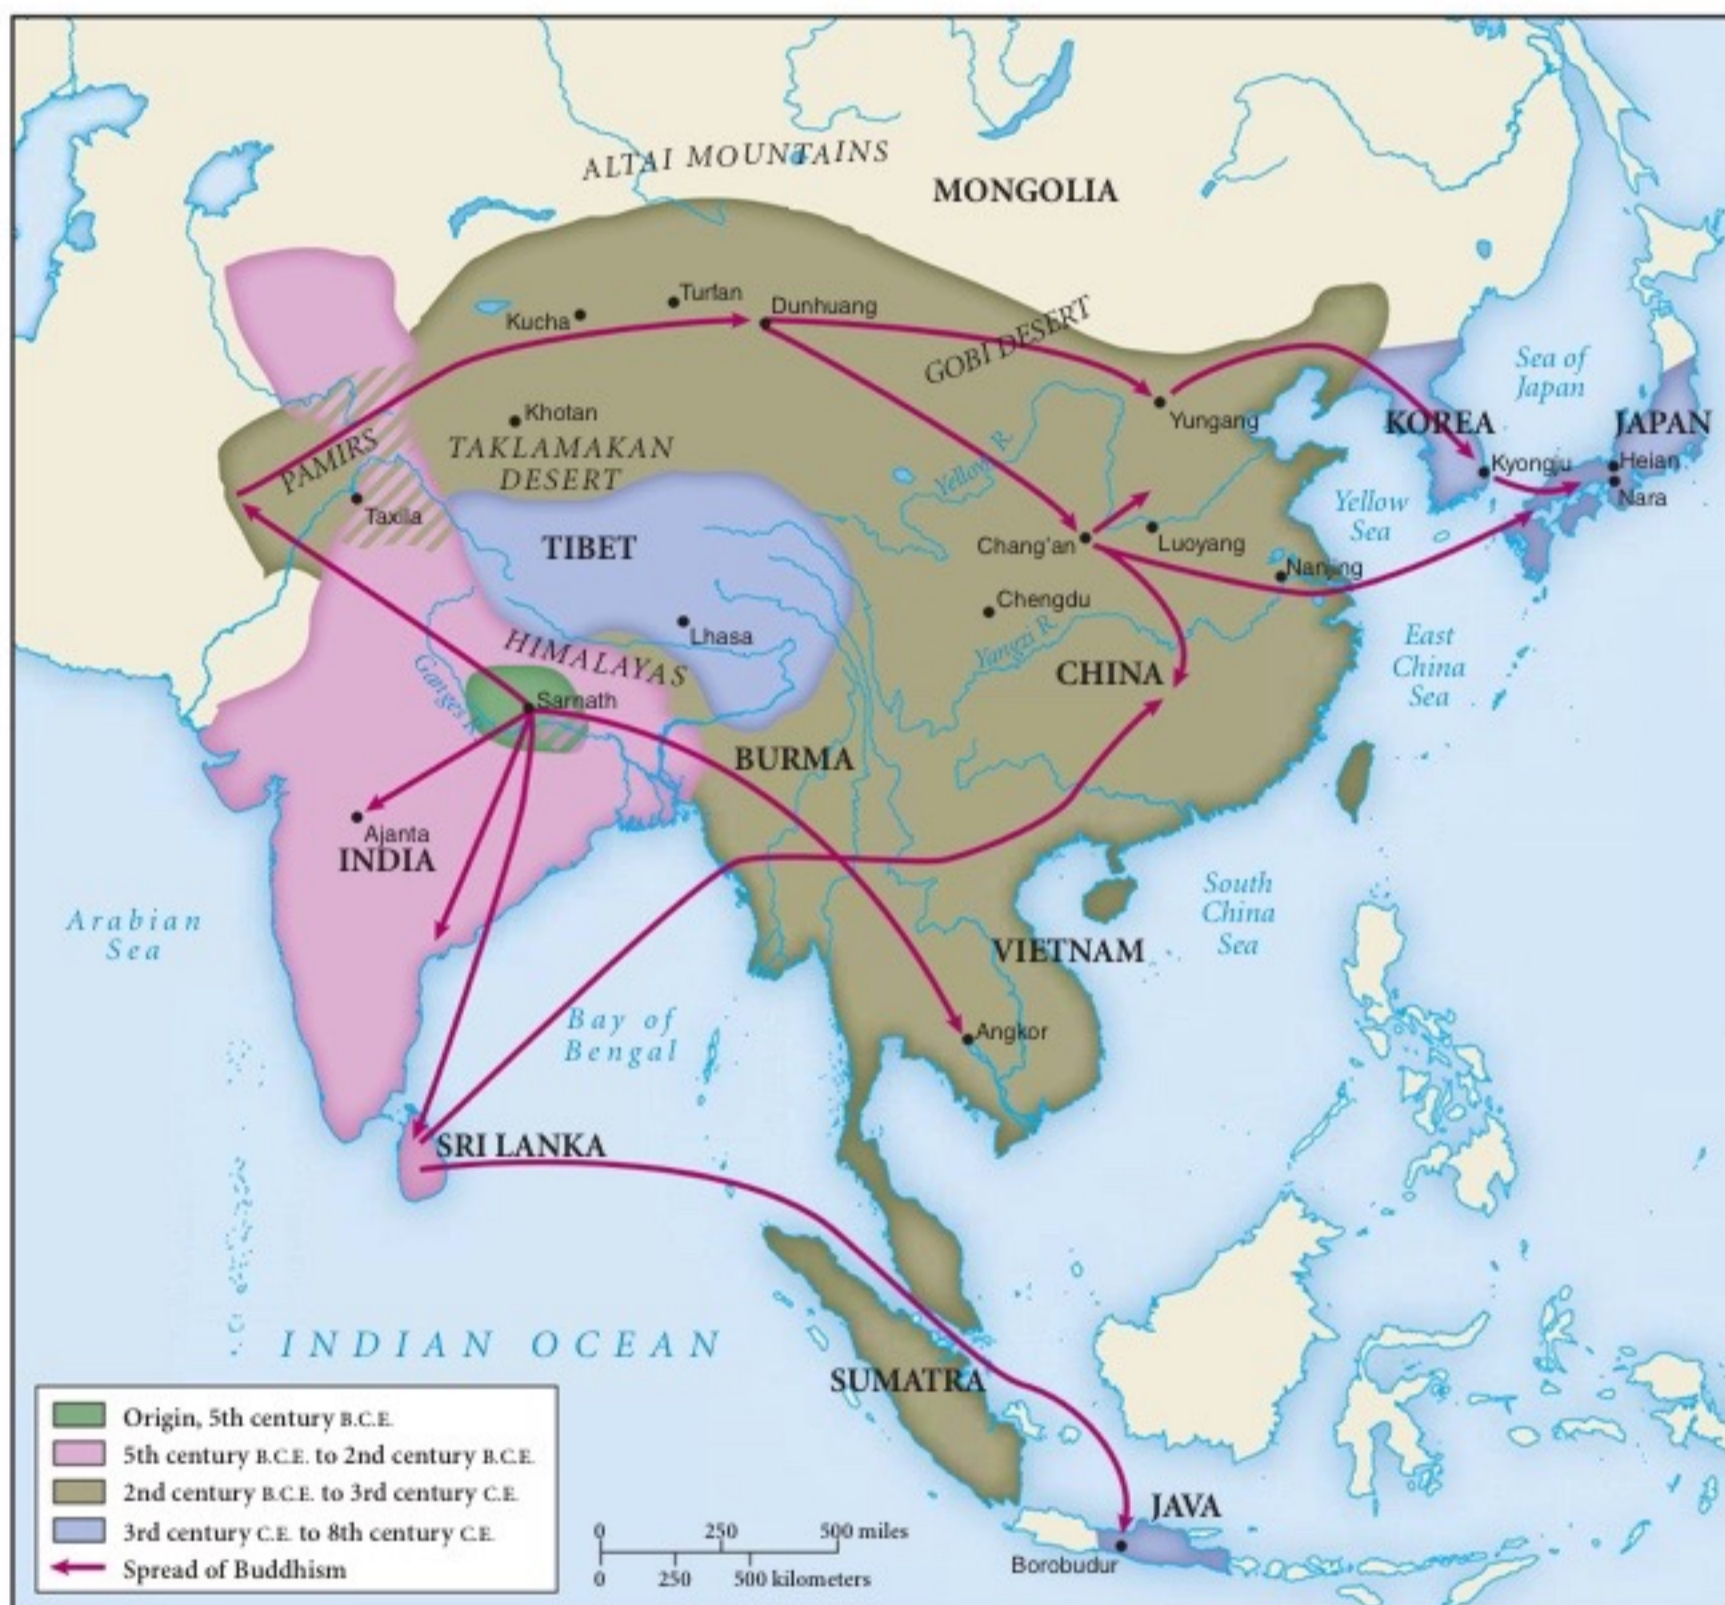 ALTAI MOUNTAINS
MONGOLIA
Turfan
Kucha
Dunhuang
GOBI DESERT
Sea of
Japan
Khotan
TAKLAMAKAN
DESERT
PAMIRS
Taxila
Yungang
KOREA
JAPAN
Kyongju
Heian
Nara
Yellow R.
Yellow
Sea
TIBET
Chang'an
Luoyang
Nanjing
Chengdu
Lhasa
HIMALAYAS
Yangzi R.
CHINA
East
China
Sea
Ganges R.
Sarnath
BURMA
Ajanta
INDIA
Arabian
Sea
South
China
Sea
VIETNAM
Bay of
Bengal
Angkor
SRI LANKA
INDIAN OCEAN
SUMATRA
JAVA
Borobudur
Origin, 5th century B.C.E.
5th century B.C.E. to 2nd century B.C.E.
2nd century B.C.E. to 3rd century C.E.
3rd century C.E. to 8th century C.E.
Spread of Buddhism
0 250 500 miles
0 250 500 kilometers